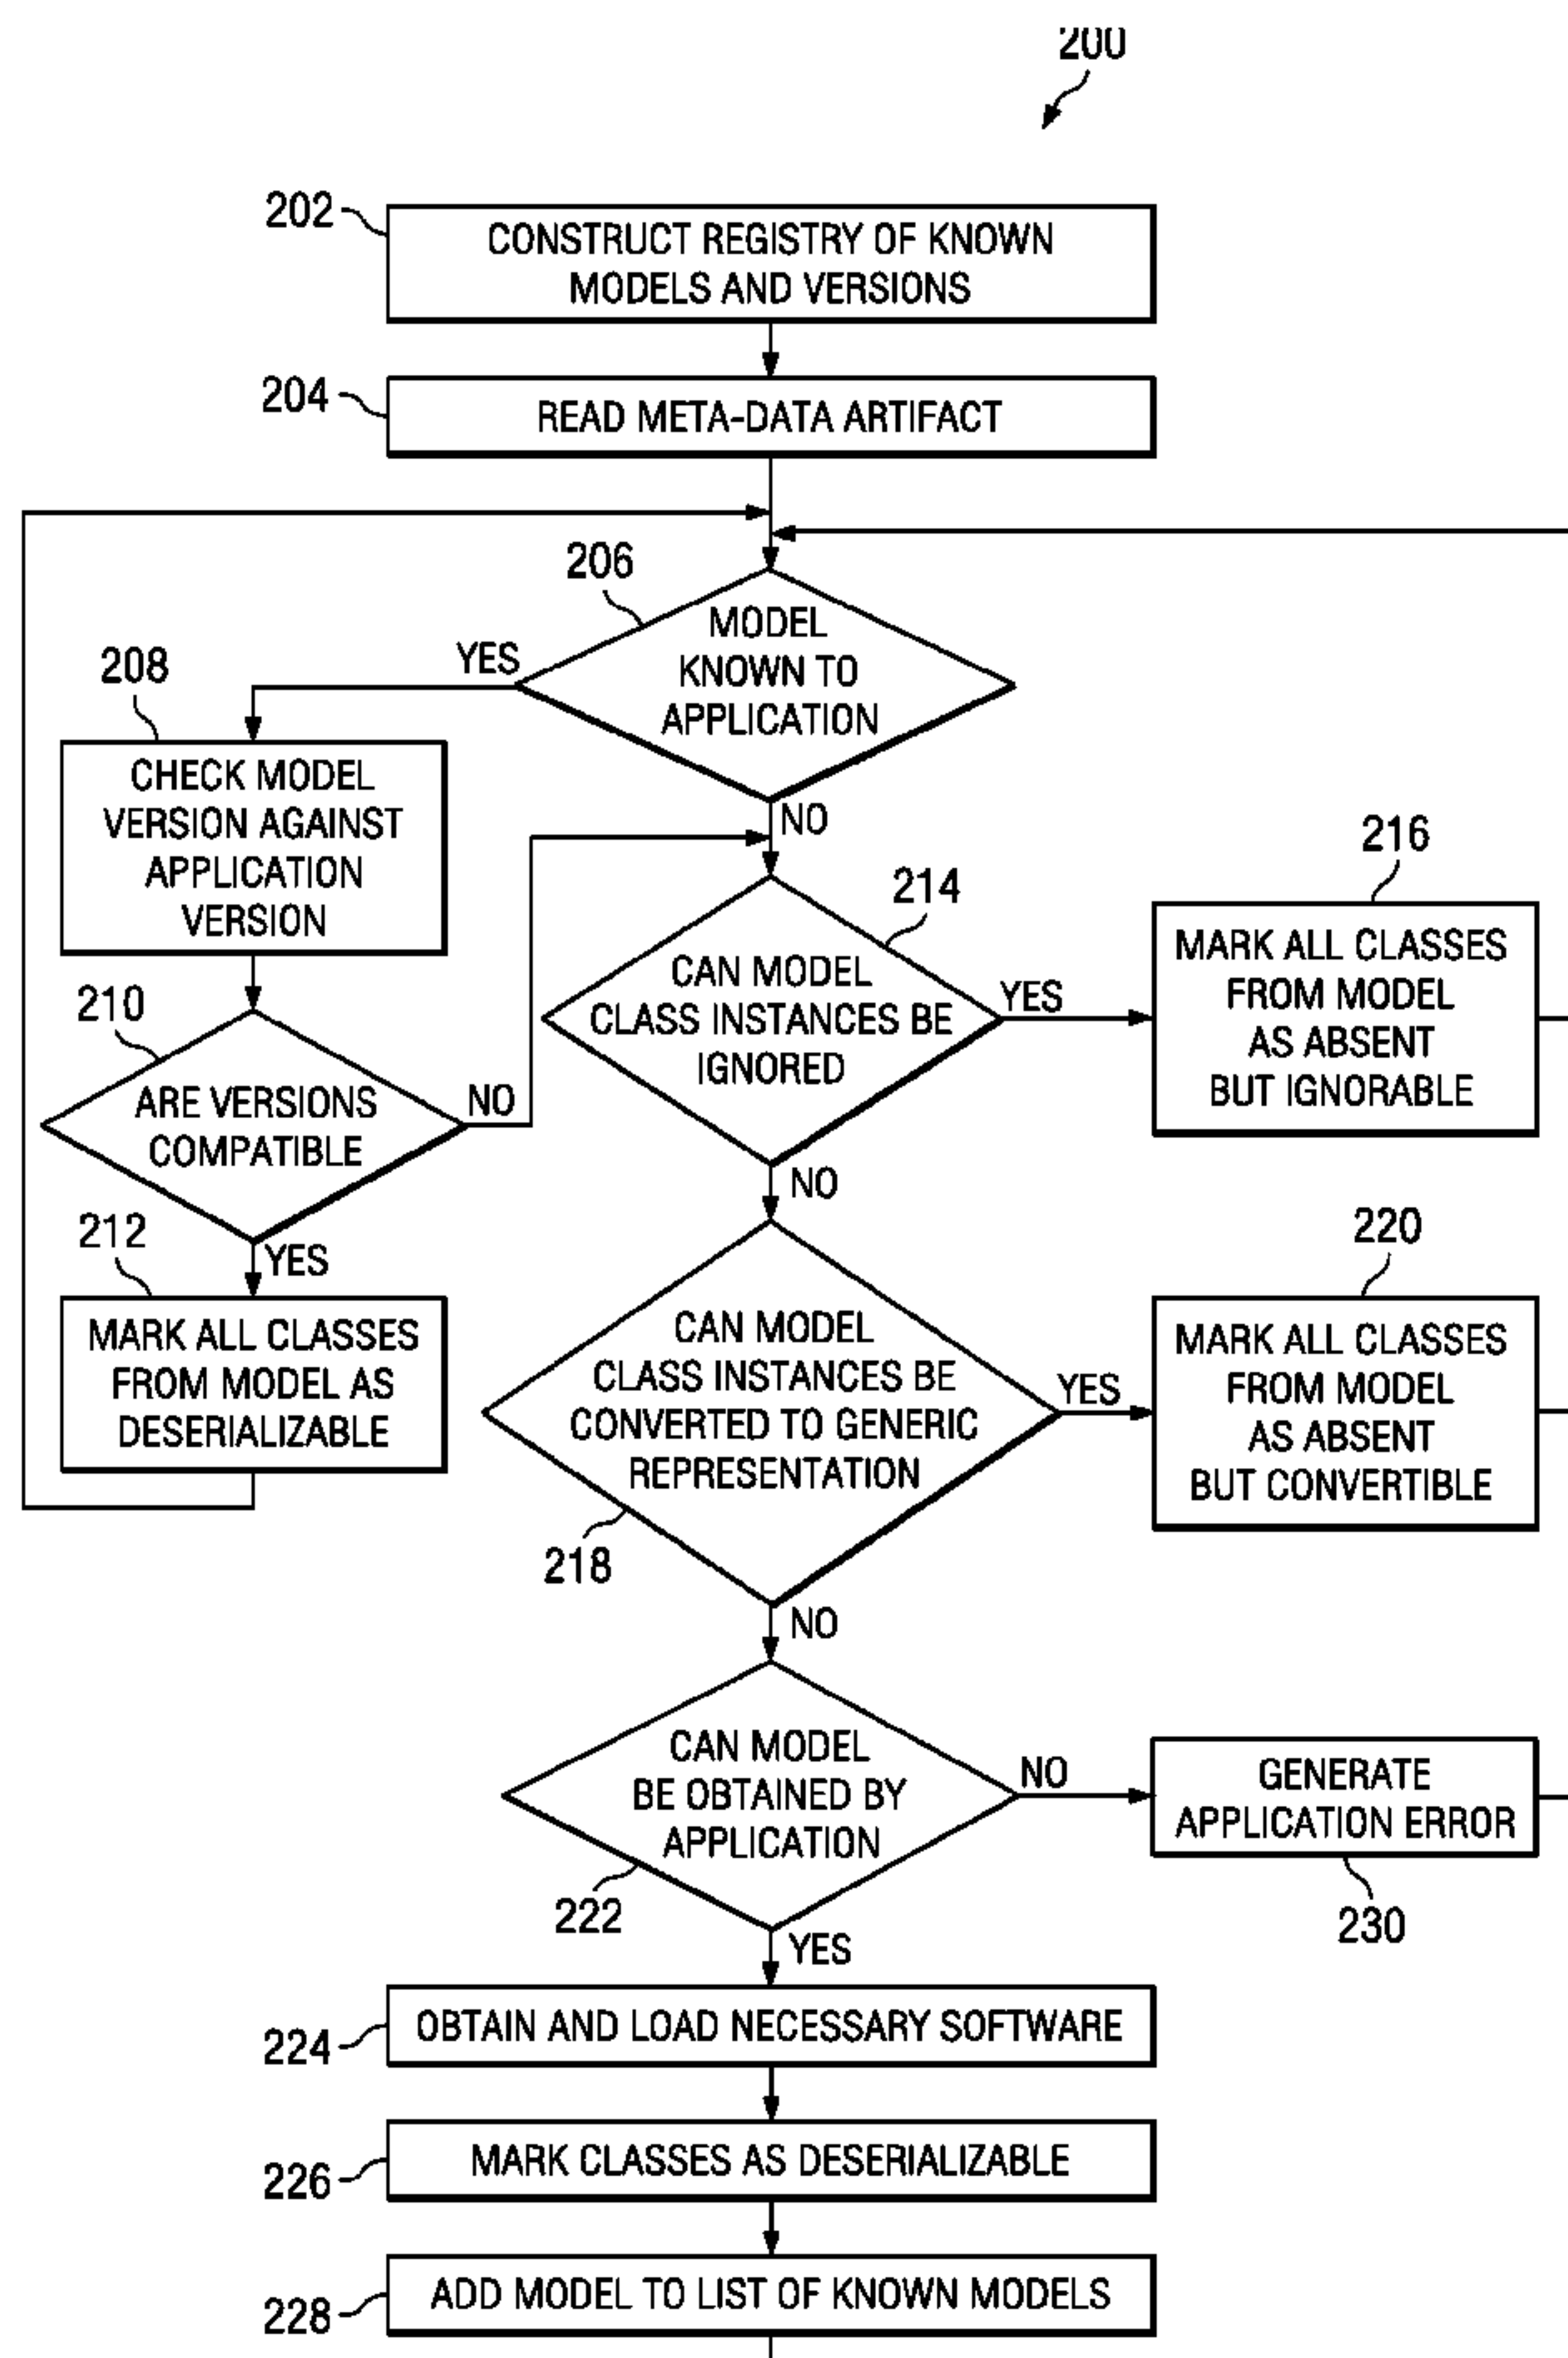 200
202
CONSTRUCT REGISTRY OF KNOWN
MODELS AND VERSIONS
204
READ META-DATA ARTIFACT
206
MODEL
KNOWN TO
APPLICATION
YES
NO
208
CHECK MODEL
VERSION AGAINST
APPLICATION
VERSION
210
ARE VERSIONS
COMPATIBLE
NO
YES
212
MARK ALL CLASSES
FROM MODEL AS
DESERIALIZABLE
214
CAN MODEL
CLASS INSTANCES BE
IGNORED
YES
NO
216
MARK ALL CLASSES
FROM MODEL
AS ABSENT
BUT IGNORABLE
218
CAN MODEL
CLASS INSTANCES BE
CONVERTED TO GENERIC
REPRESENTATION
YES
NO
220
MARK ALL CLASSES
FROM MODEL
AS ABSENT
BUT CONVERTIBLE
222
CAN MODEL
BE OBTAINED BY
APPLICATION
NO
YES
GENERATE
APPLICATION ERROR
230
224
OBTAIN AND LOAD NECESSARY SOFTWARE
226
MARK CLASSES AS DESERIALIZABLE
228
ADD MODEL TO LIST OF KNOWN MODELS